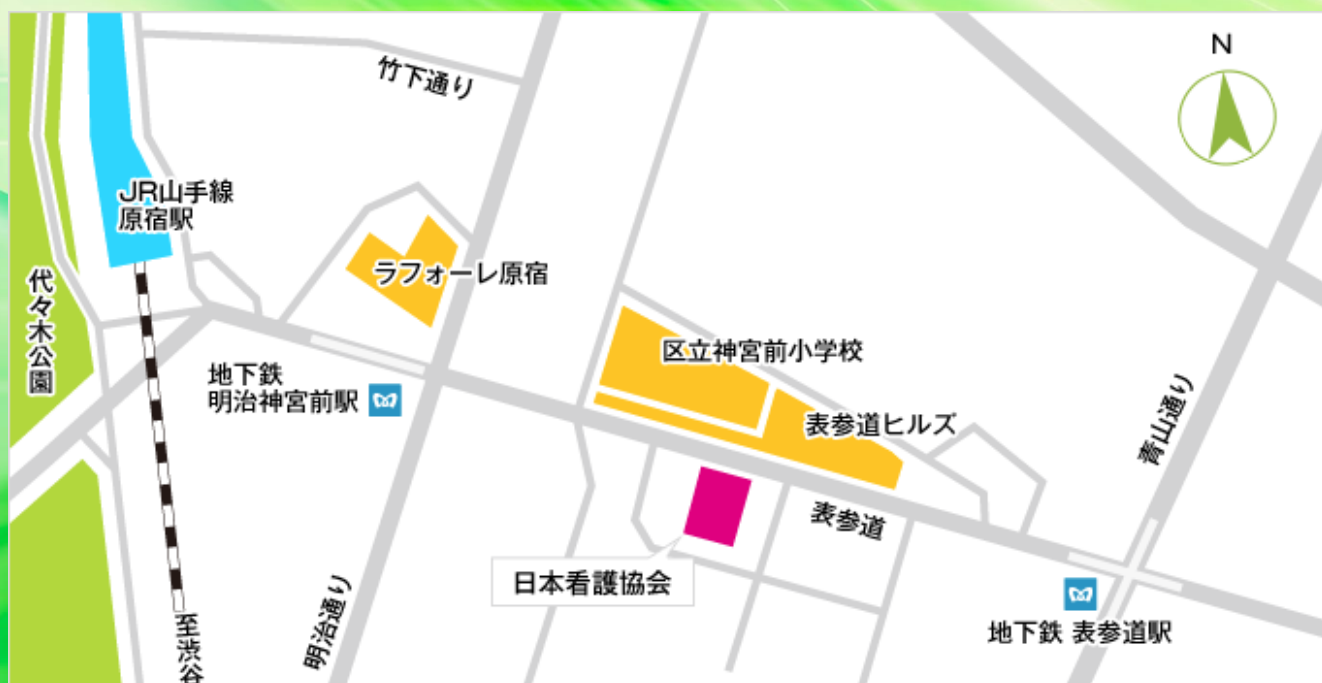 N
竹下通り
JR山手線
原宿駅
ラフォーレ原宿
代々木公園
区立神宮前小学校
地下鉄
明治神宮前駅
表参道ヒルズ
青山通り
表参道
日本看護協会
明治通り
地下鉄 表参道駅
至渋谷